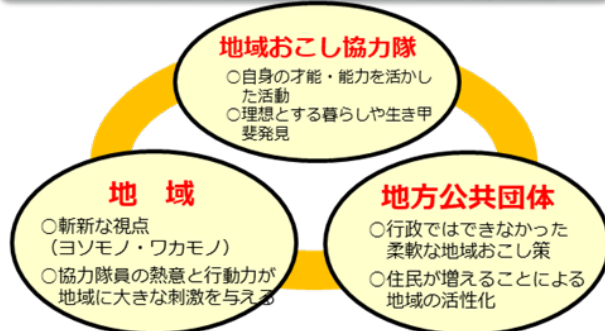 地域おこし協力隊
○自身の才能・能力を活かし
た活動
○理想とする暮らしや生き甲
斐発見
地　域
○斬新な視点
（ヨソモノ・ワカモノ）
○協力隊員の熱意と行動力が
地域に大きな刺激を与える
地方公共団体
○行政ではできなかった
柔軟な地域おこし策
○住民が増えることによる
地域の活性化